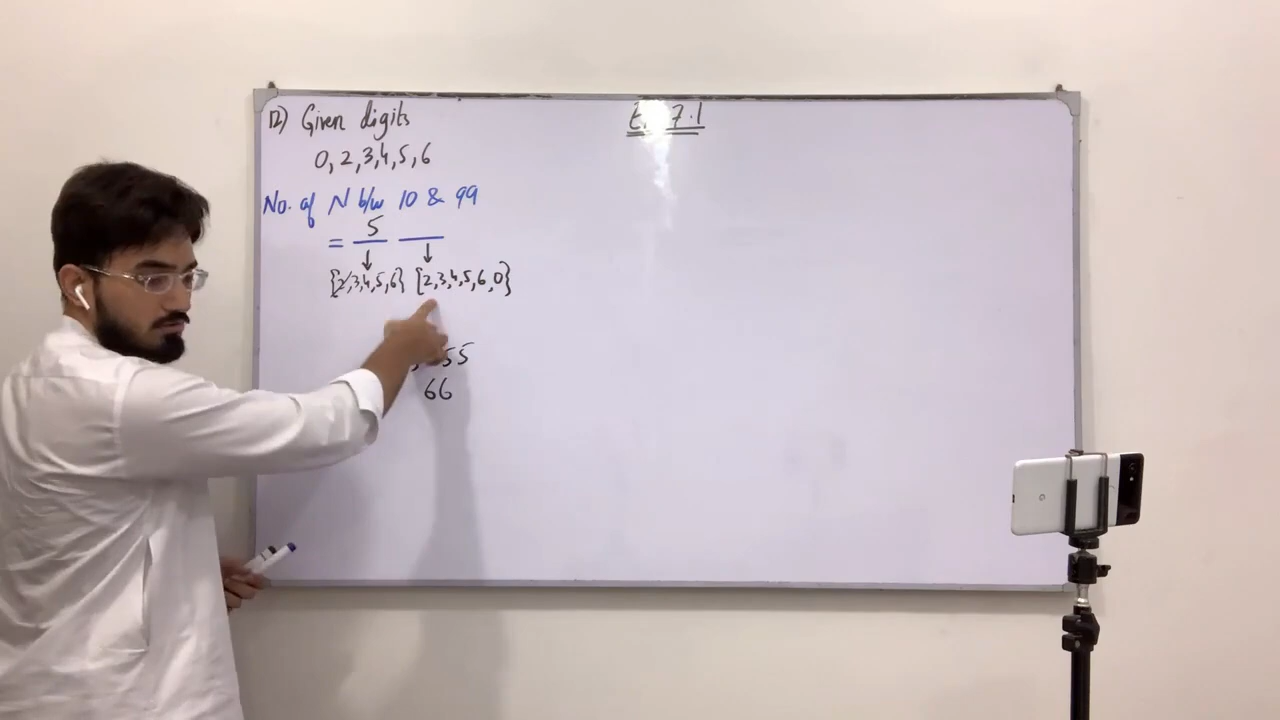 12) Given digits
7.1
0, 2, 3, 4, 5, 6
No. of N b/w 10 & 99
= 5
{2, 3, 4, 5, 6} {2, 3, 4, 5, 6, 0}
55
66